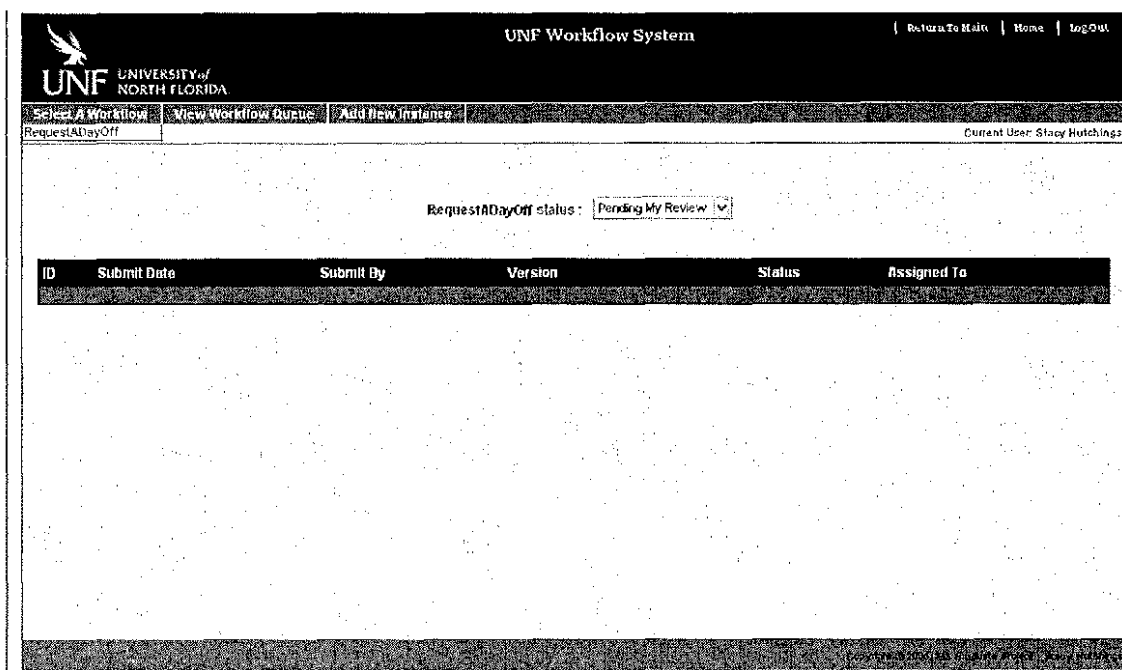 UNF Workflow System
Return To Main | Home | LogOut
UNF UNIVERSITY of
NORTH FLORIDA.
Select A Workflow View Workflow Queue Add New Instance
RequestADayOff
Current User: Stacy Hutchings
RequestADayOff status : Pending My Review
ID Submit Date Submit By Version Status Assigned To